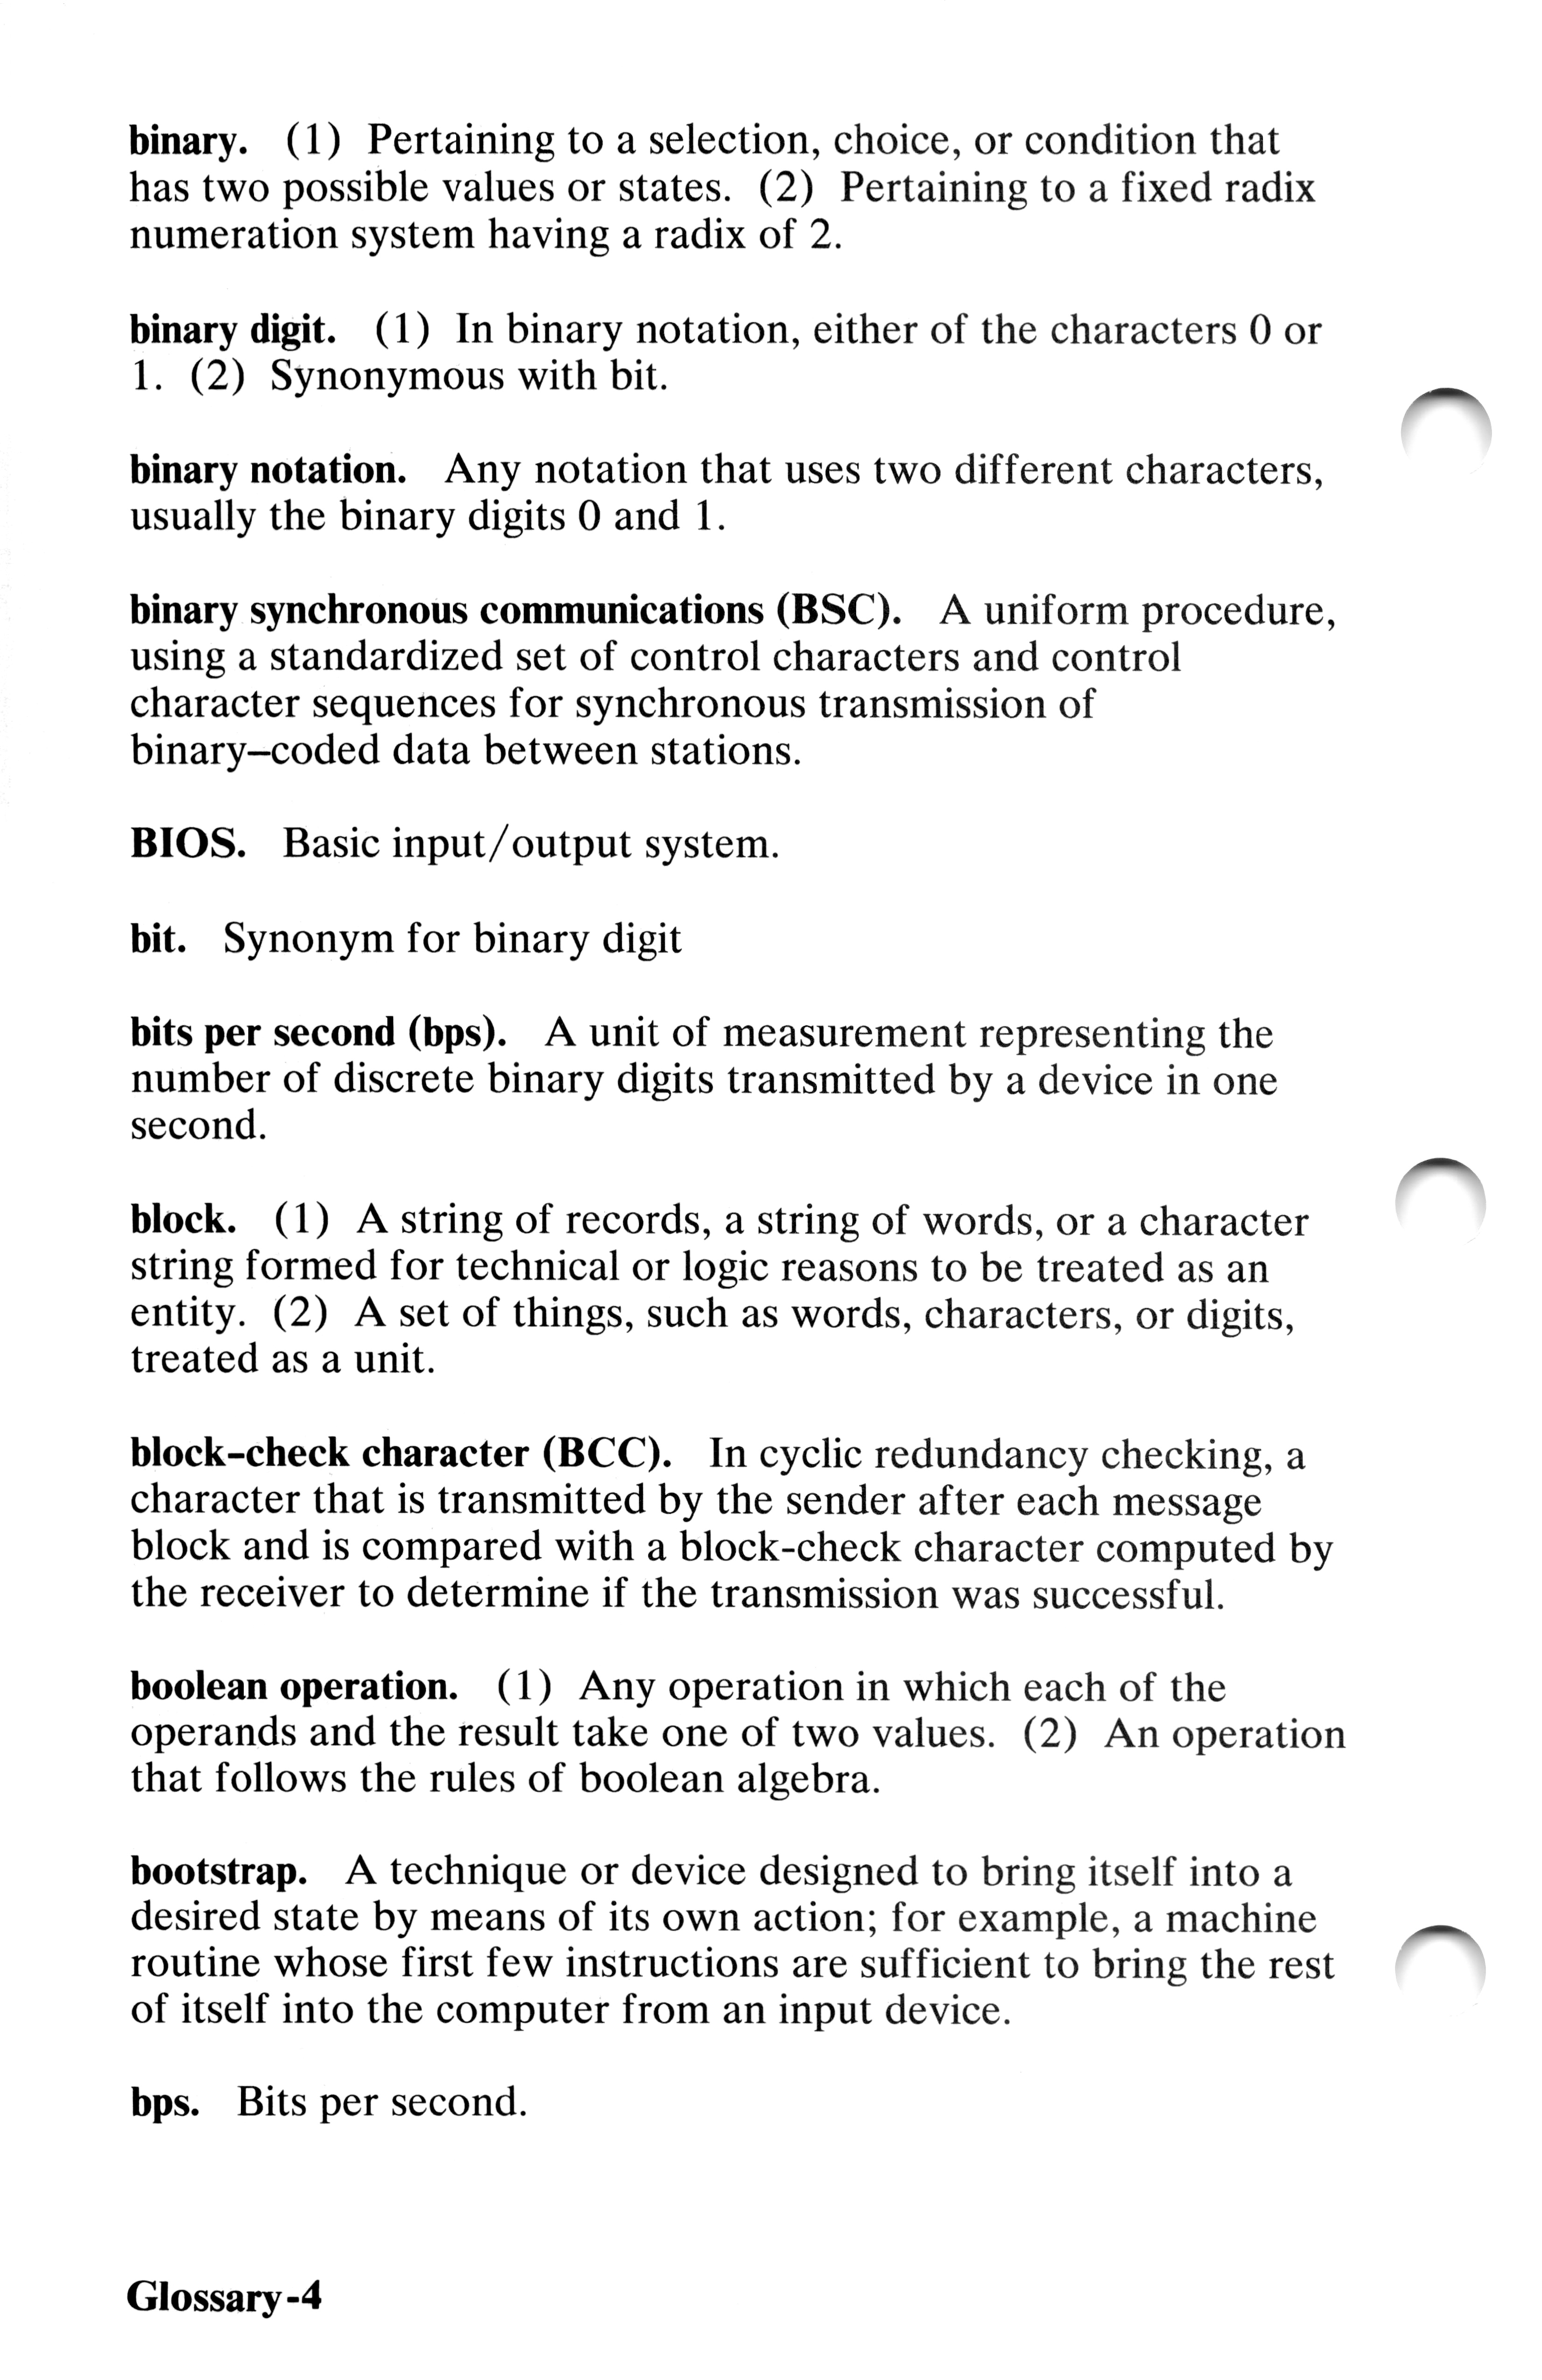 binary. (1) Pertaining to a selection, choice, or condition that
has two possible values or states. (2) Pertaining to a fixed radix
numeration system having a radix of 2.
binary digit. (1) In binary notation, either of the characters 0 or
1. (2) Synonymous with bit.
binary notation. Any notation that uses two different characters,
usually the binary digits 0 and 1.
binary synchronous communications (BSC). A uniform procedure,
using a standardized set of control characters and control
character sequences for synchronous transmission of
binary–coded data between stations.
BIOS. Basic input/output system.
bit. Synonym for binary digit
bits per second (bps). A unit of measurement representing the
number of discrete binary digits transmitted by a device in one
second.
block. (1) A string of records, a string of words, or a character
string formed for technical or logic reasons to be treated as an
entity. (2) A set of things, such as words, characters, or digits,
treated as a unit.
block–check character (BCC). In cyclic redundancy checking, a
character that is transmitted by the sender after each message
block and is compared with a block-check character computed by
the receiver to determine if the transmission was successful.
boolean operation. (1) Any operation in which each of the
operands and the result take one of two values. (2) An operation
that follows the rules of boolean algebra.
bootstrap. A technique or device designed to bring itself into a
desired state by means of its own action; for example, a machine
routine whose first few instructions are sufficient to bring the rest
of itself into the computer from an input device.
bps. Bits per second.
Glossary-4